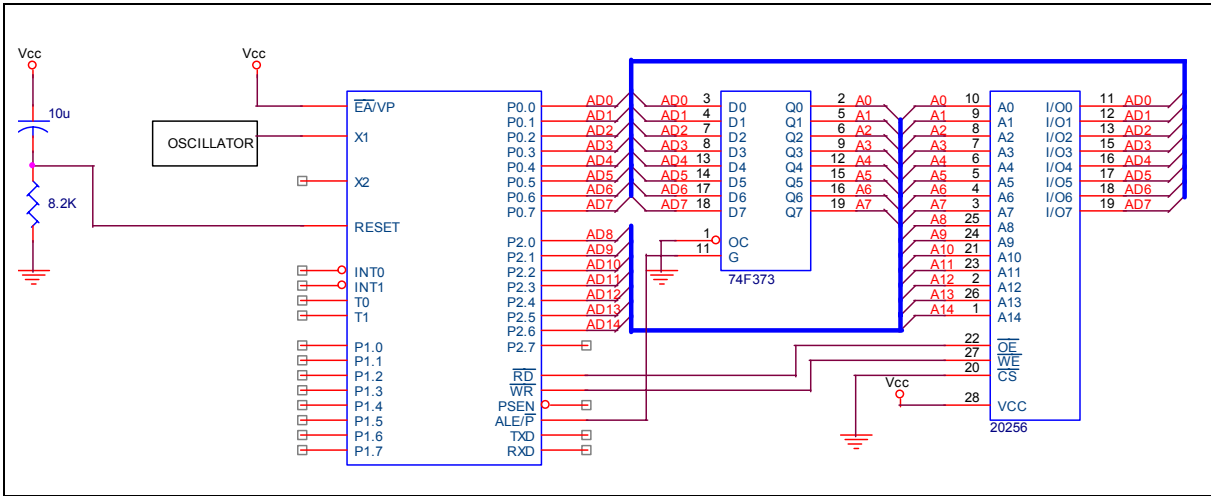 Vcc
10u
8.2K
Vcc
OSCILLATOR
EA/VP
X1
X2
RESET
INT0
INT1
T0
T1
P1.0
P1.1
P1.2
P1.3
P1.4
P1.5
P1.6
P1.7
P0.0 AD0
P0.1 AD1
P0.2 AD2
P0.3 AD3
P0.4 AD4
P0.5 AD5
P0.6 AD6
P0.7 AD7
P2.0 AD8
P2.1 AD9
P2.2 AD10
P2.3 AD11
P2.4 AD12
P2.5 AD13
P2.6 AD14
P2.7
RD
WR
PSEN
ALE/P
TXD
RXD
AD0 3 D0 Q0 2 A0
AD1 4 D1 Q1 5 A1
AD2 7 D2 Q2 6 A2
AD3 8 D3 Q3 9 A3
AD4 13 D4 Q4 12 A4
AD5 14 D5 Q5 15 A5
AD6 17 D6 Q6 16 A6
AD7 18 D7 Q7 19 A7
1 OC
11 G
74F373
A0 10 A0 I/O0 11 AD0
A1 9 A1 I/O1 12 AD1
A2 8 A2 I/O2 13 AD2
A3 7 A3 I/O3 15 AD3
A4 6 A4 I/O4 16 AD4
A5 5 A5 I/O5 17 AD5
A6 4 A6 I/O6 18 AD6
A7 3 A7 I/O7 19 AD7
A8 25 A8
A9 24 A9
A10 21 A10
A11 23 A11
A12 2 A12
A13 26 A13
A14 1 A14
22 OE
27 WE
20 CS
Vcc
28 VCC
20256